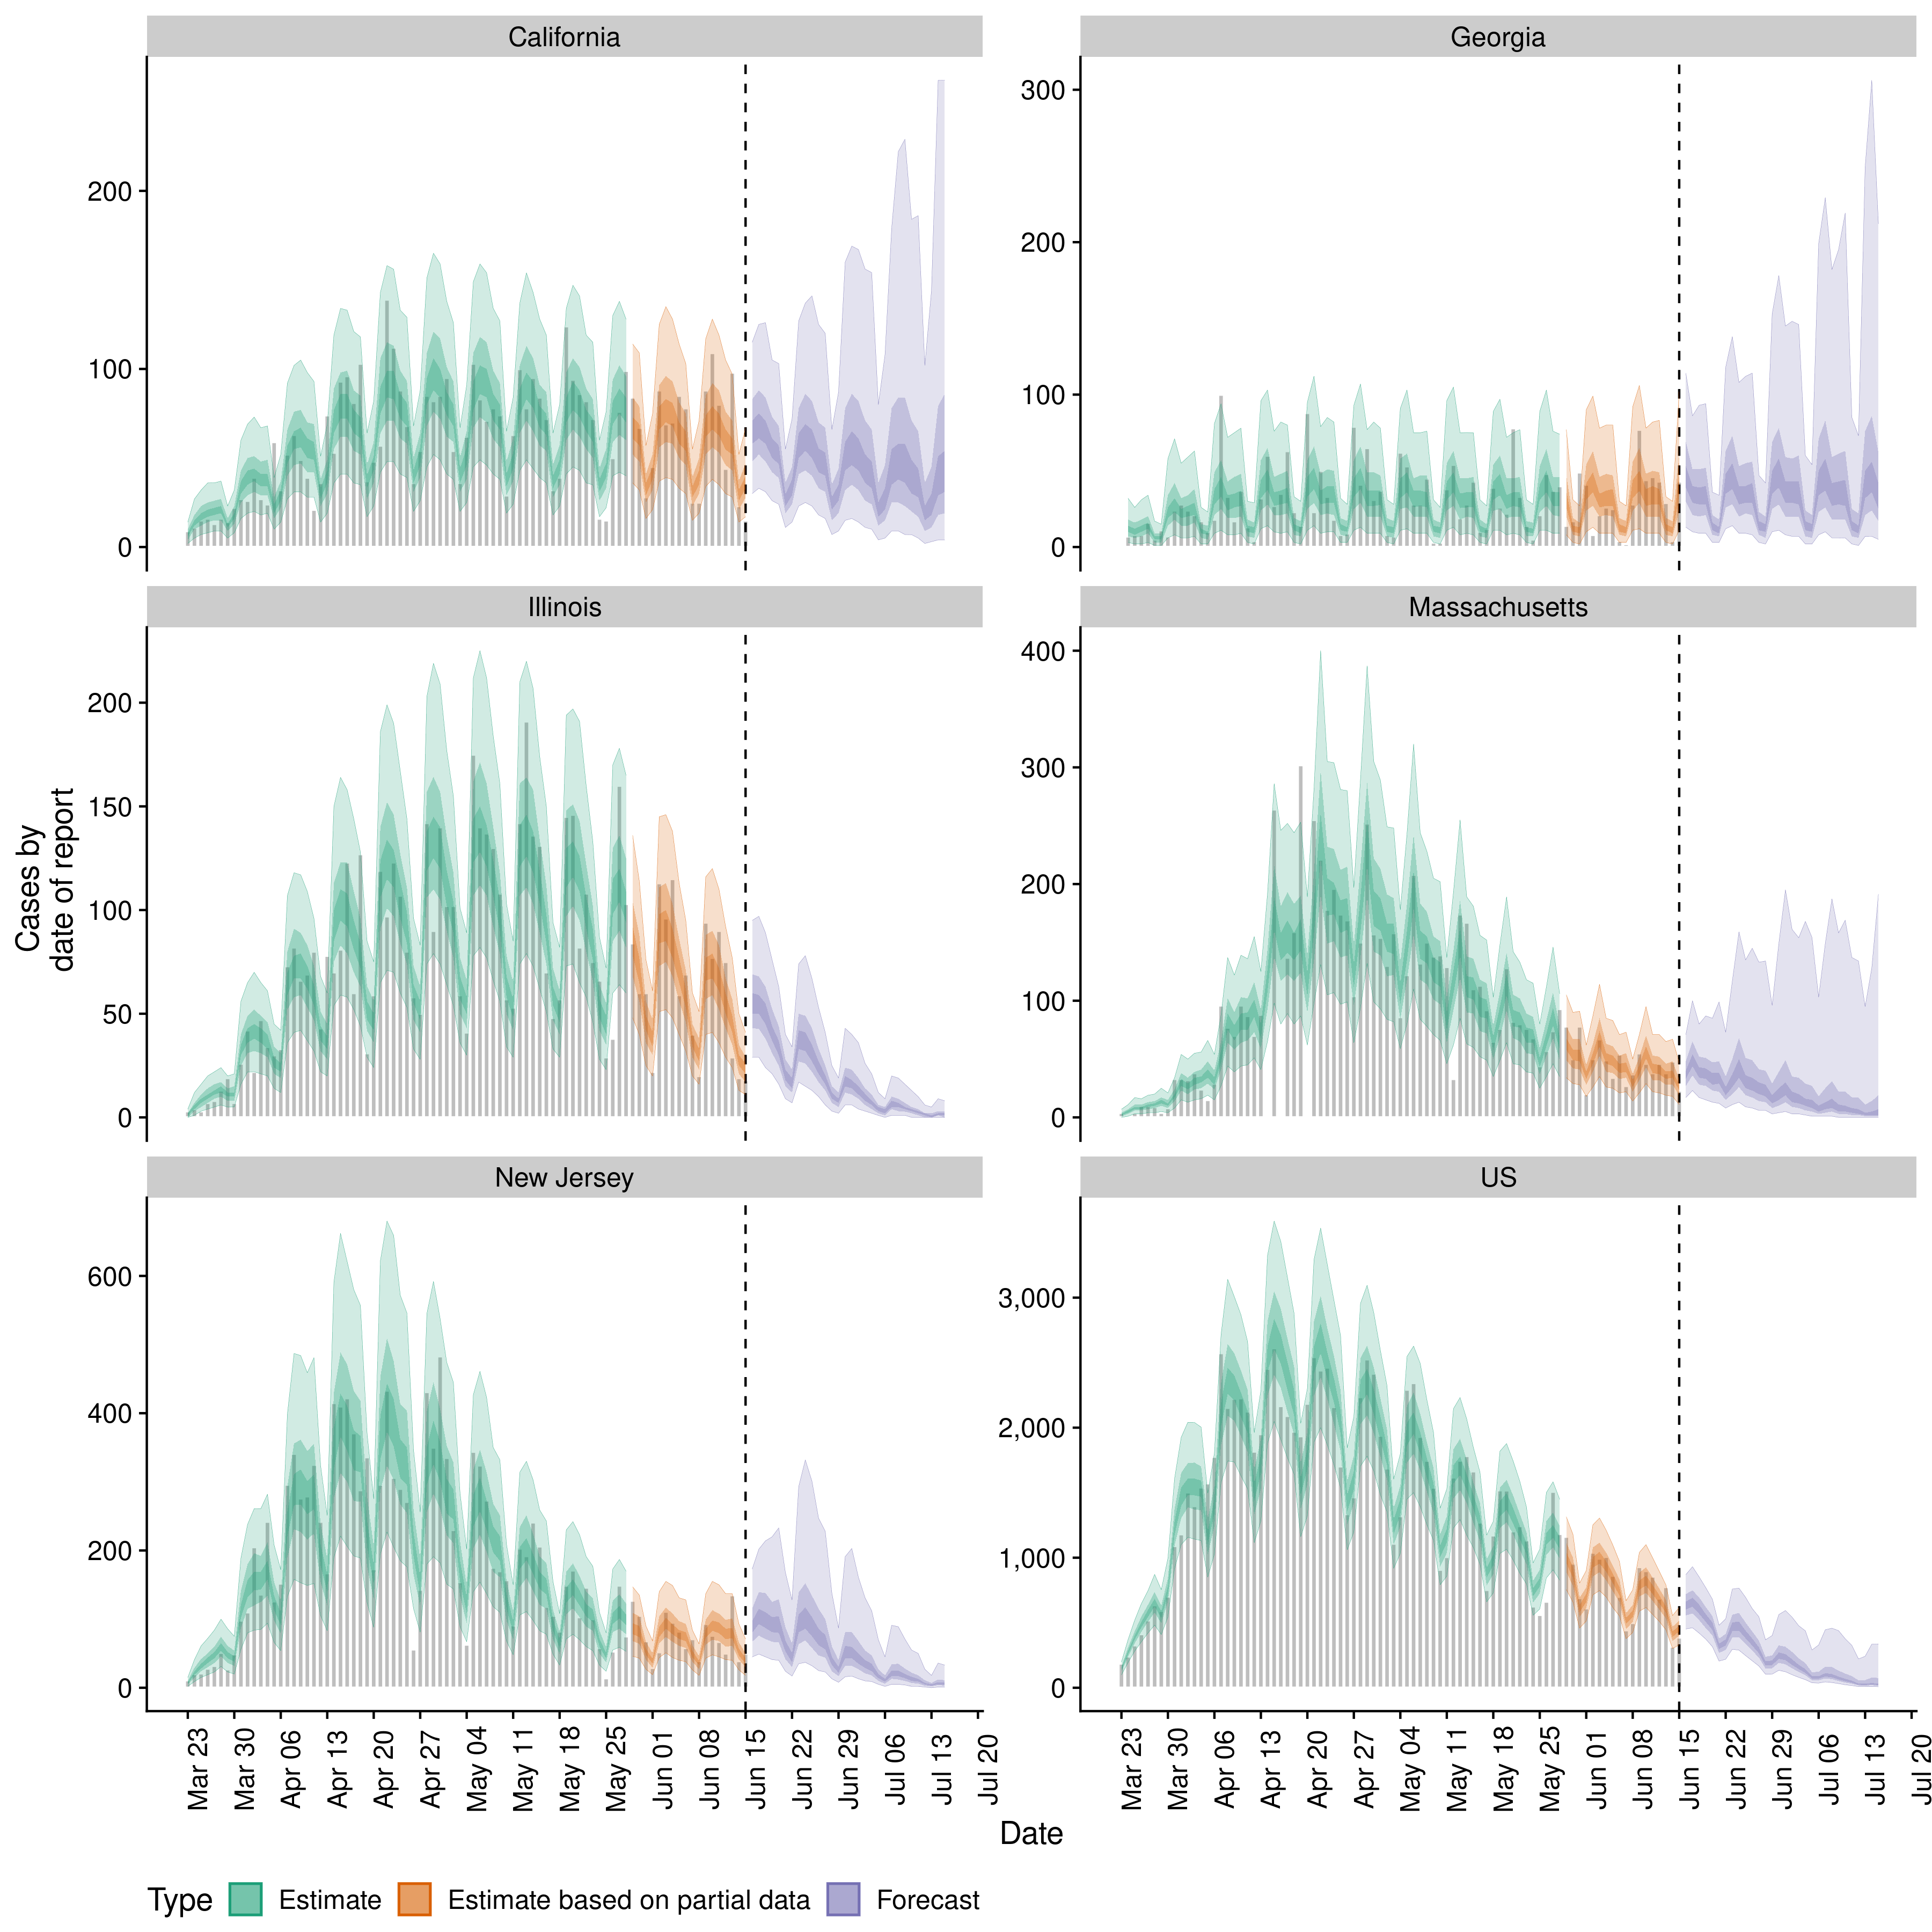 California
Georgia
200
100
0
300
200
100
0
Illinois
Massachusetts
200
150
100
50
0
400
300
200
100
0
New Jersey
US
600
400
200
0
3,000
2,000
1,000
0
Cases by
date of report
Mar 23
Mar 30
Apr 06
Apr 13
Apr 20
Apr 27
May 04
May 11
May 18
May 25
Jun 01
Jun 08
Jun 15
Jun 22
Jun 29
Jul 06
Jul 13
Jul 20
Mar 23
Mar 30
Apr 06
Apr 13
Apr 20
Apr 27
May 04
May 11
May 18
May 25
Jun 01
Jun 08
Jun 15
Jun 22
Jun 29
Jul 06
Jul 13
Jul 20
Date
Type Estimate Estimate based on partial data Forecast